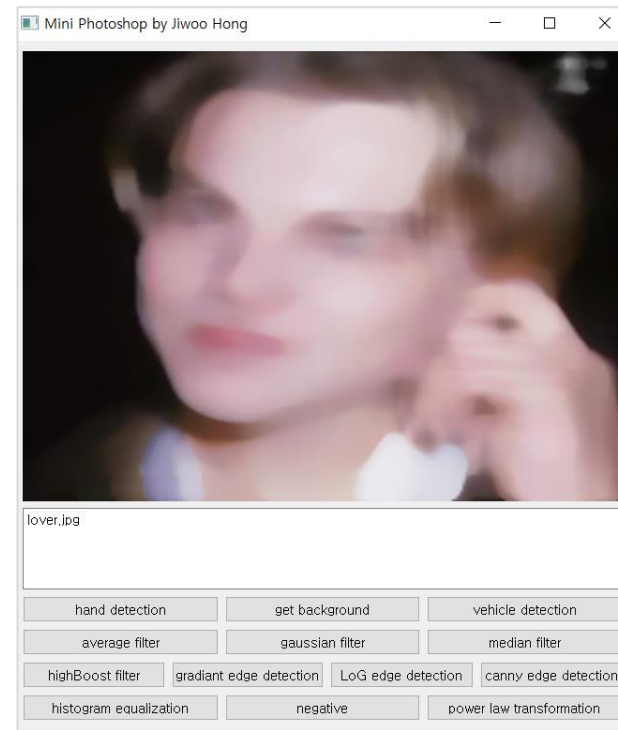 Mini Photoshop by Jiwoo Hong
lover.jpg
hand detection
get background
vehicle detection
average filter
gaussian filter
median filter
highBoost filter
gradiant edge detection
LoG edge detection
canny edge detection
histogram equalization
negative
power law transformation